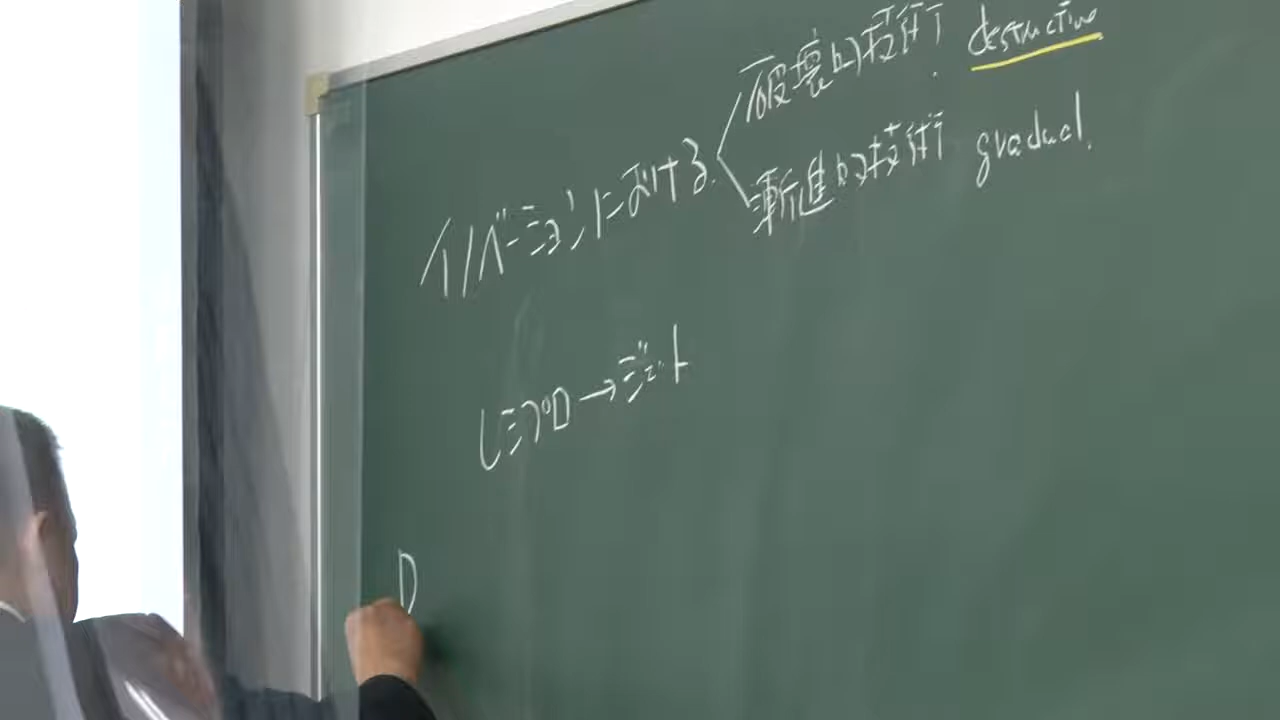 破壊的技術 destructive
イノベーションにおける
漸進的技術 gradual.
レシプロ→ジェット
D